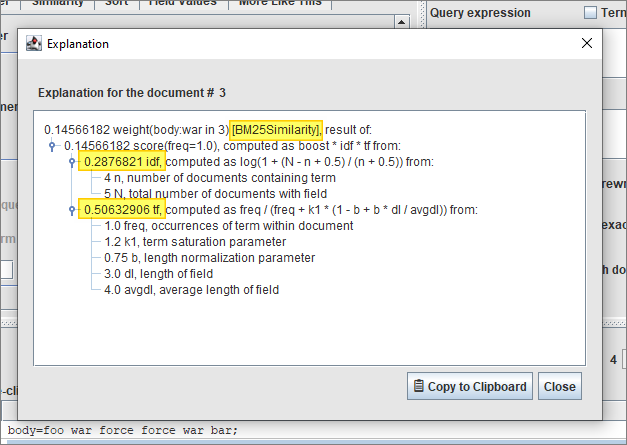 Similarity
Sort
Field Values
More Like This
Query expression
Explanation
Explanation for the document # 3
0.14566182 weight(body:war in 3) [BM25Similarity], result of:
0.14566182 score(freq=1.0), computed as boost * idf * tf from:
0.2876821 idf, computed as log(1 + (N - n + 0.5) / (n + 0.5)) from:
4 n, number of documents containing term
5 N, total number of documents with field
0.50632906 tf, computed as freq / (freq + k1 * (1 - b + b * dl / avgdl)) from:
1.0 freq, occurrences of term within document
1.2 k1, term saturation parameter
0.75 b, length normalization parameter
3.0 dl, length of field
4.0 avgdl, average length of field
4
Copy to Clipboard
Close
body=foo war force force war bar;